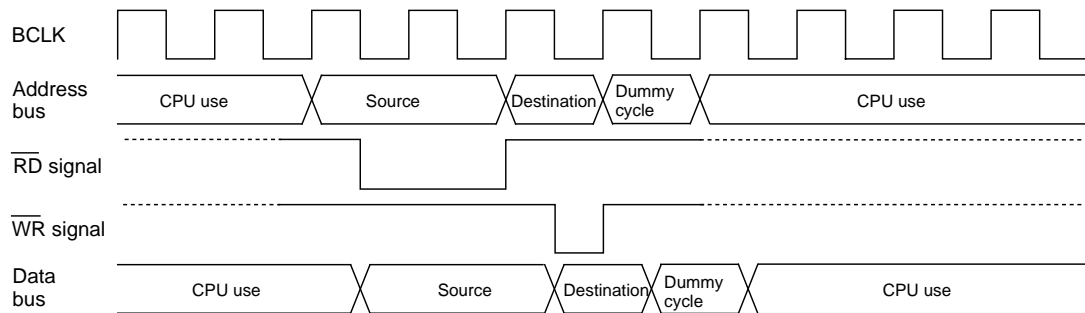 BCLK
Address
bus
CPU use
Source
Destination
Dummy
cycle
CPU use
RD signal
WR signal
Data
bus
CPU use
Source
Destination
Dummy
cycle
CPU use